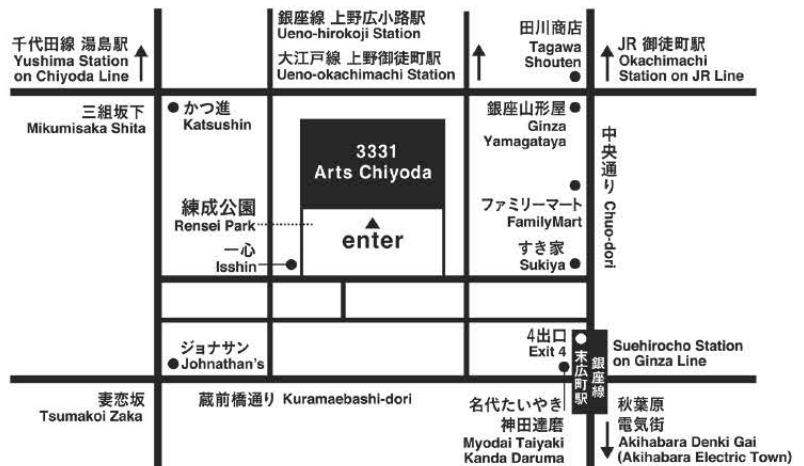 千代田線 湯島駅
Yushima Station
on Chiyoda Line
銀座線 上野広小路駅
Ueno-hirokoji Station
大江戸線 上野御徒町駅
Ueno-okachimachi Station
田川商店
Tagawa
Shouten
JR 御徒町駅
Okachimachi
Station on JR Line
三組坂下
Mikumisaka Shita
かつ進
Katsushin
3331
Arts Chiyoda
銀座山形屋
Ginza
Yamagataya
中央通り Chuo-dori
練成公園
Rensei Park
enter
ファミリーマート
FamilyMart
一心
Isshin
すき家
Sukiya
ジョナサン
Johnathan's
4出口
Exit 4
銀座線
末広町駅
Suehirocho Station
on Ginza Line
妻恋坂
Tsumakoi Zaka
蔵前橋通り Kuramaebashi-dori
名代たいやき
神田達磨
Myodai Taiyaki
Kanda Daruma
秋葉原
電気街
Akihabara Denki Gai
(Akihabara Electric Town)